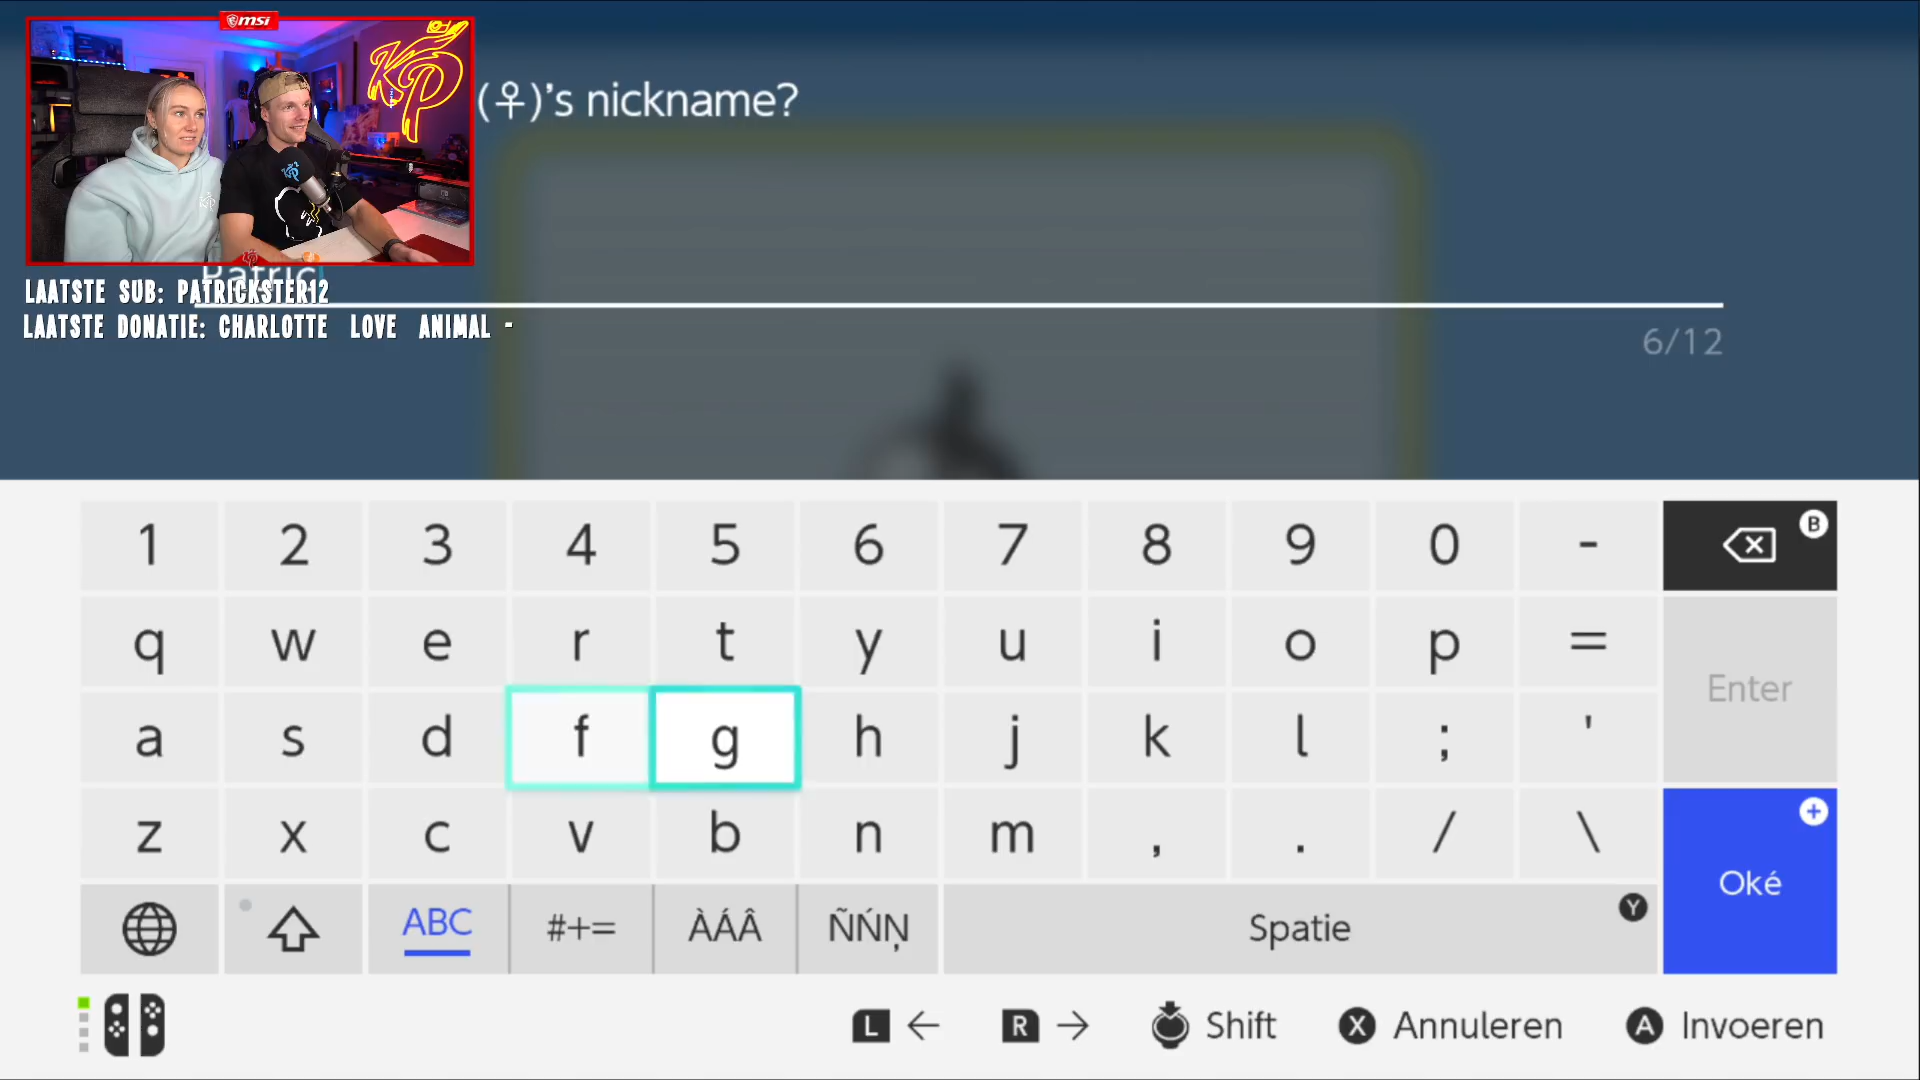 msi
KP
(♀)'s nickname?
Patric
LAATSTE SUB: PATRICKSTER12
LAATSTE DONATIE: CHARLOTTE LOVE ANIMAL -
6/12
1 2 3 4 5 6 7 8 9 0 - B
q w e r t y u i o p =
Enter
a s d f g h j k l ; '
z x c v b n m , . / \
+
Oké
ABC #+= ÀÁÂ ÑŃŅ Spatie Y
L ← R → Shift X Annuleren A Invoeren